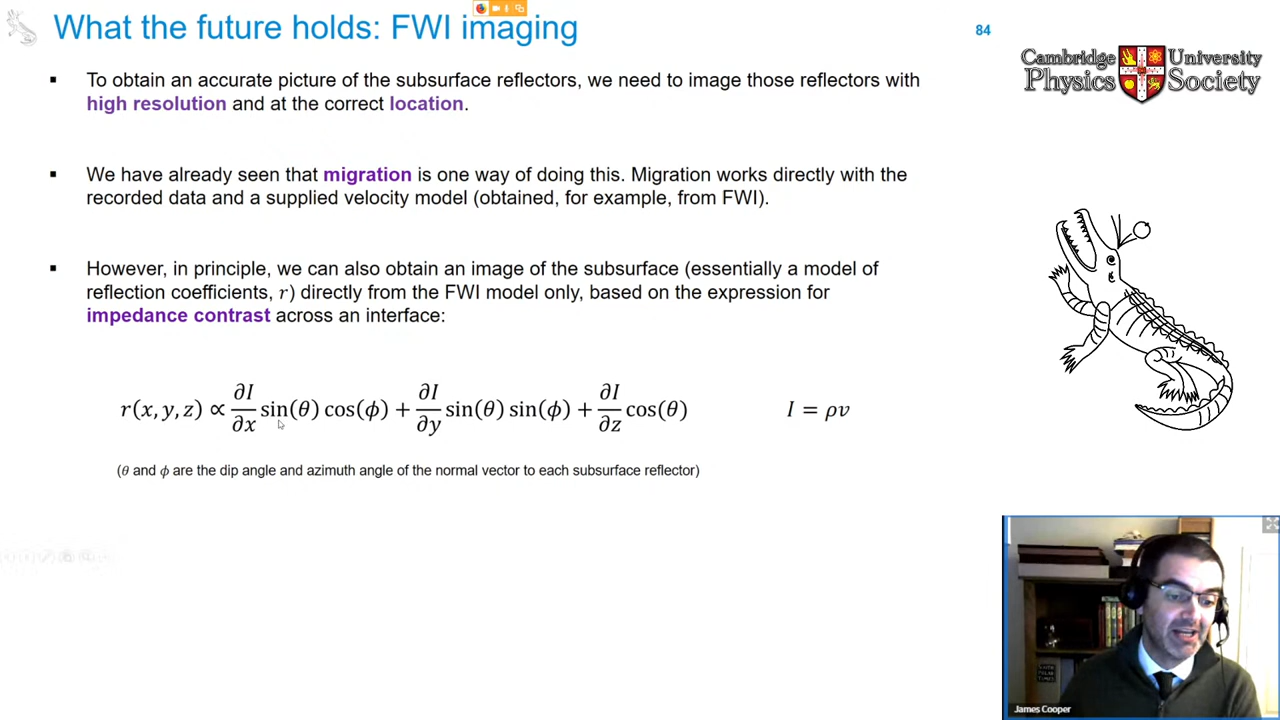 What the future holds: FWI imaging
84
Cambridge University
Physics Society
▪ To obtain an accurate picture of the subsurface reflectors, we need to image those reflectors with
high resolution and at the correct location.
▪ We have already seen that migration is one way of doing this. Migration works directly with the
recorded data and a supplied velocity model (obtained, for example, from FWI).
▪ However, in principle, we can also obtain an image of the subsurface (essentially a model of
reflection coefficients, r) directly from the FWI model only, based on the expression for
impedance contrast across an interface:
r(x, y, z) ∝ ∂I/∂x sin(θ) cos(ϕ) + ∂I/∂y sin(θ) sin(ϕ) + ∂I/∂z cos(θ) I = ρv
(θ and ϕ are the dip angle and azimuth angle of the normal vector to each subsurface reflector)
James Cooper